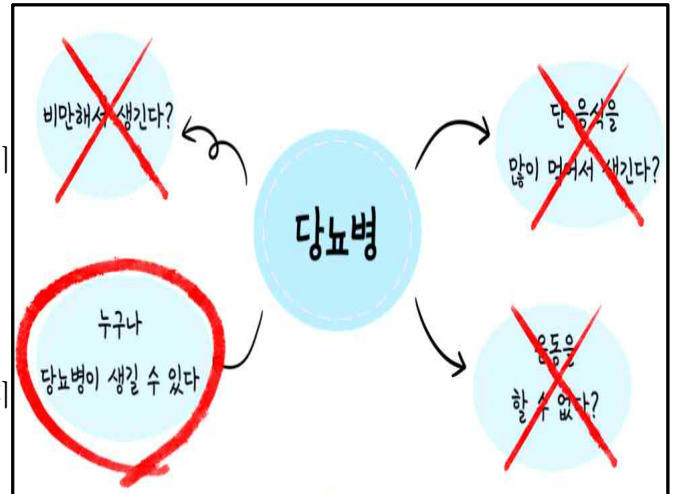 비만해서 생긴다?
단 음식을
많이 먹어서 생긴다?
당뇨병
누구나
당뇨병이 생길 수 있다
운동을
할 수 없다?